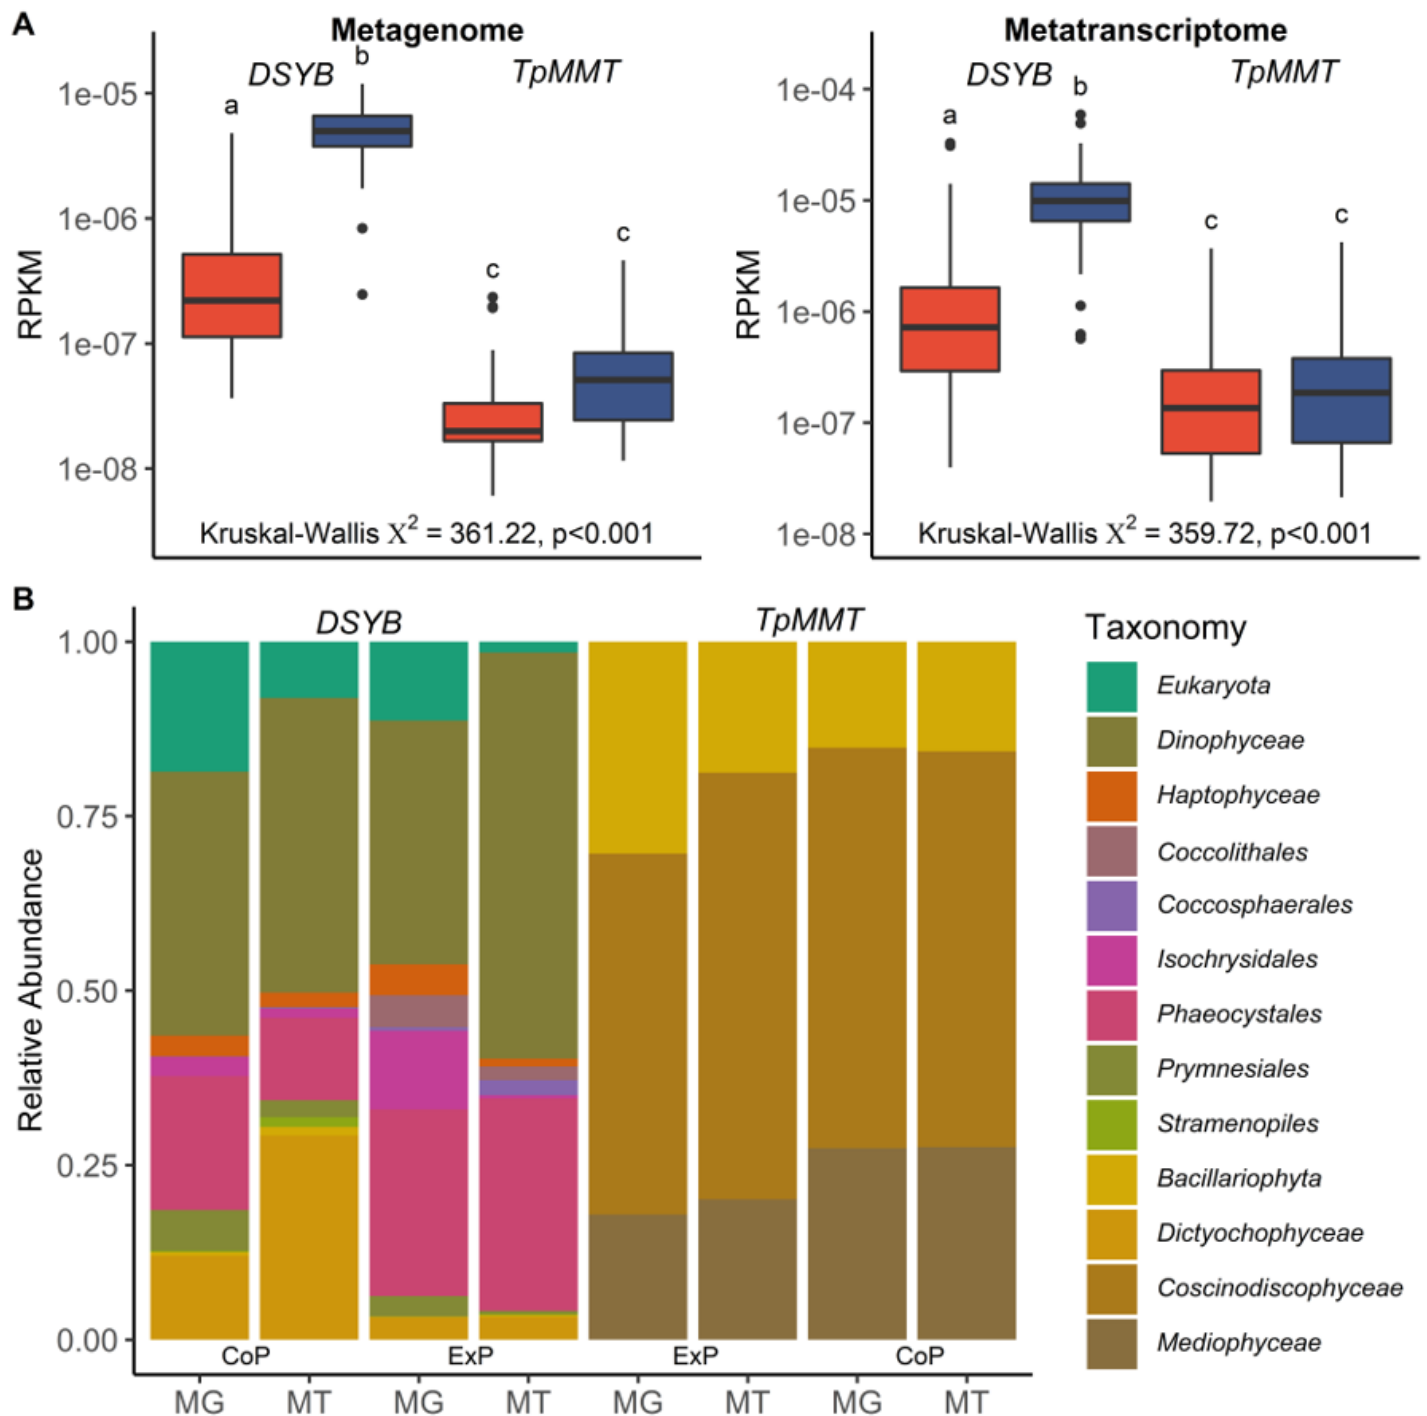 A
Metagenome
DSYB
TpMMT
a
b
c
c
1e-05
1e-06
1e-07
1e-08
RPKM
Kruskal-Wallis X² = 361.22, p<0.001
Metatranscriptome
DSYB
TpMMT
a
b
c
c
1e-04
1e-05
1e-06
1e-07
1e-08
RPKM
Kruskal-Wallis X² = 359.72, p<0.001
B
DSYB
TpMMT
1.00
0.75
0.50
0.25
0.00
Relative Abundance
CoP
ExP
ExP
CoP
MG
MT
MG
MT
MG
MT
MG
MT
Taxonomy
Eukaryota
Dinophyceae
Haptophyceae
Coccolithales
Coccosphaerales
Isochrysidales
Phaeocystales
Prymnesiales
Stramenopiles
Bacillariophyta
Dictyochophyceae
Coscinodiscophyceae
Mediophyceae